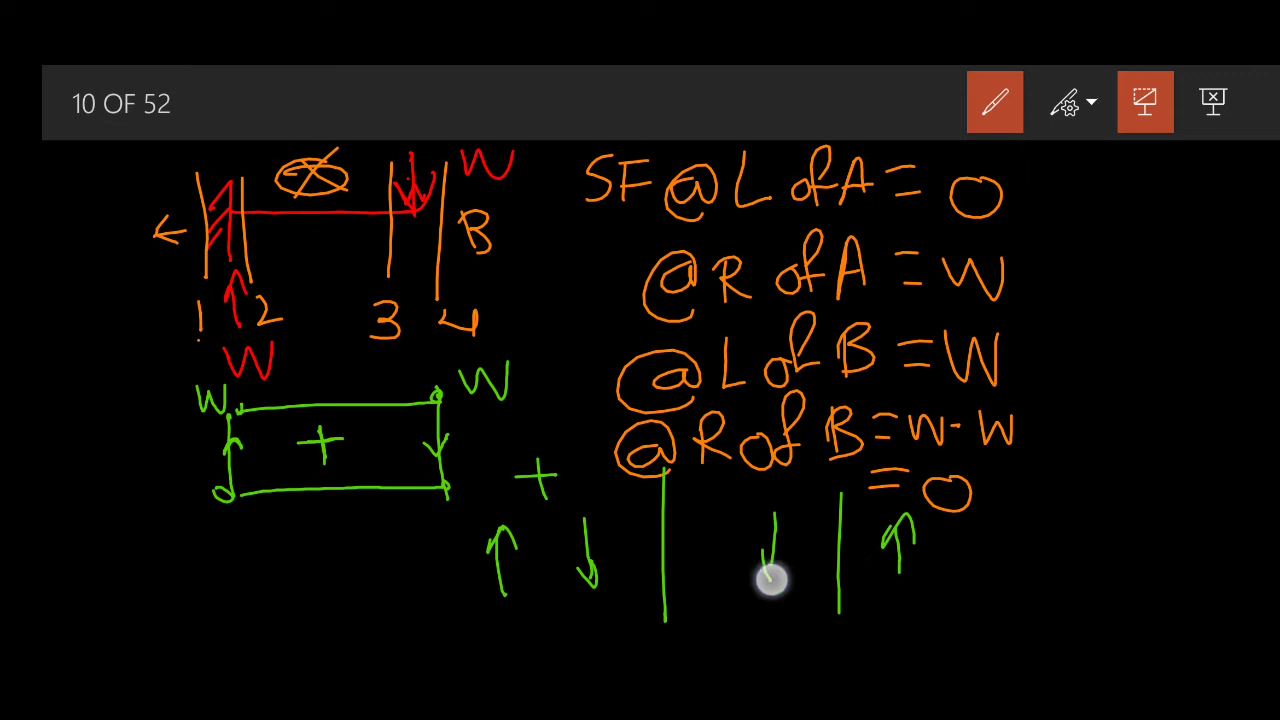 10 OF 52
W
SF @ L of A = 0
B
@ R of A = W
1 2 3 4
W
@ L of B = W
W W
+
@ R of B = W - W
= 0
+